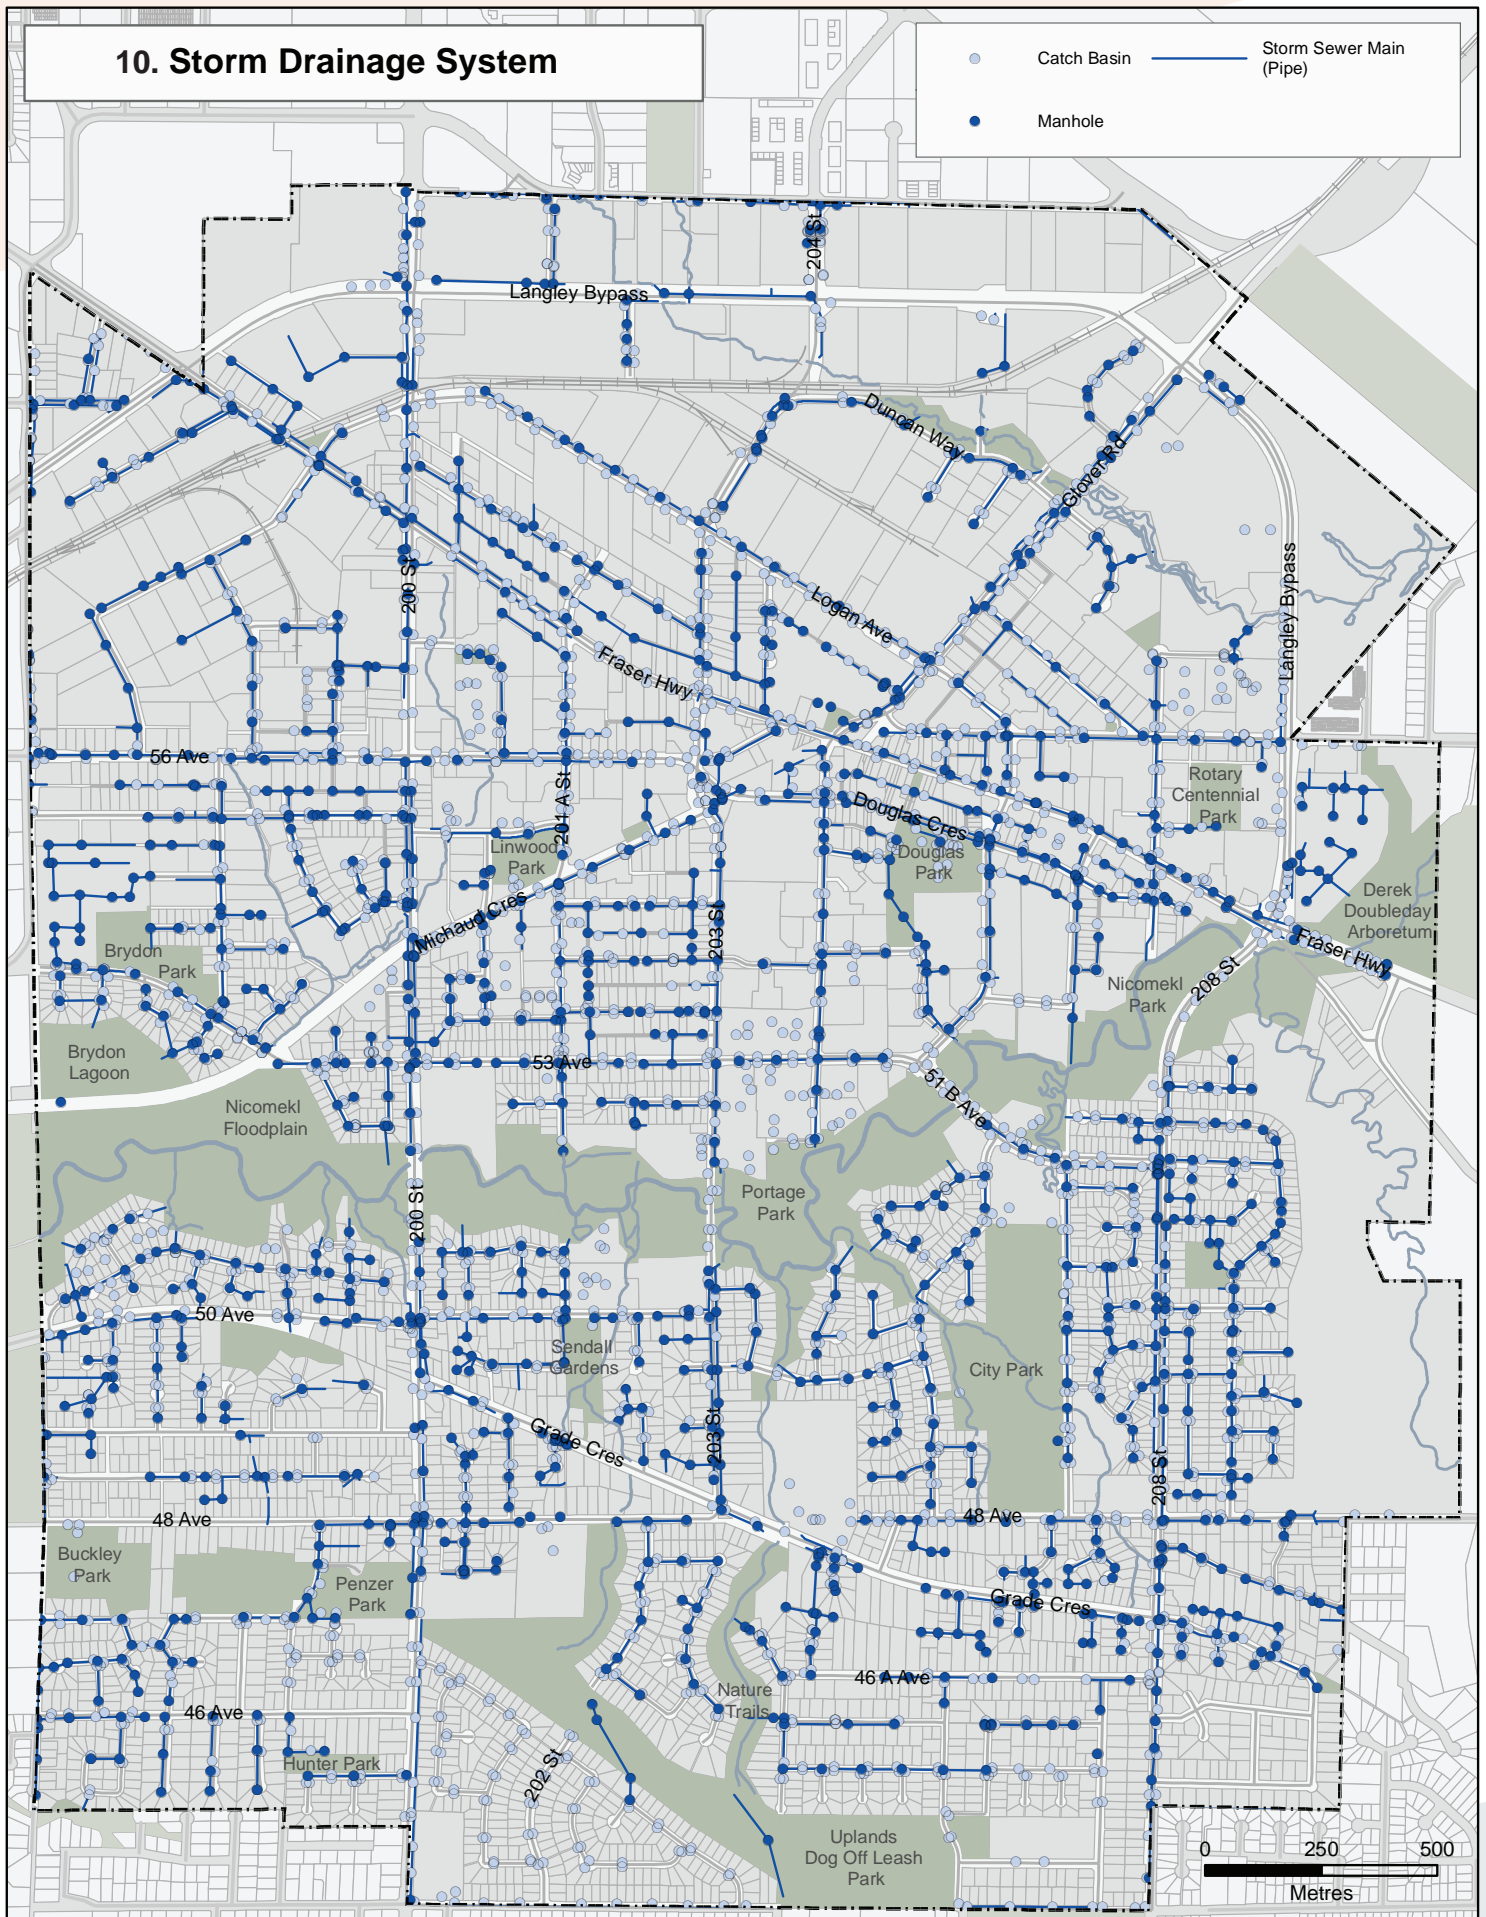 10. Storm Drainage System
Catch Basin
Storm Sewer Main
(Pipe)
Manhole
204 St
Langley Bypass
Duncan Way
Glover Rd
200 St
Logan Ave
Langley Bypass
Fraser Hwy
56 Ave
201 A St
Rotary
Centennial
Park
Douglas Cres
Linwood
Park
Douglas
Park
Derek
Doubleday
Arboretum
Michaud Cres
203 St
Fraser Hwy
Brydon
Park
208 St
Nicomekl
Park
Brydon
Lagoon
53 Ave
51 B Ave
Nicomekl
Floodplain
200 St
Portage
Park
50 Ave
Sendall
Gardens
City Park
Grade Cres
203 St
208 St
48 Ave
48 Ave
Buckley
Park
Penzer
Park
Grade Cres
46 A Ave
Nature
Trails
46 Ave
Hunter Park
202 St
Uplands
Dog Off Leash
Park
0 250 500
Metres